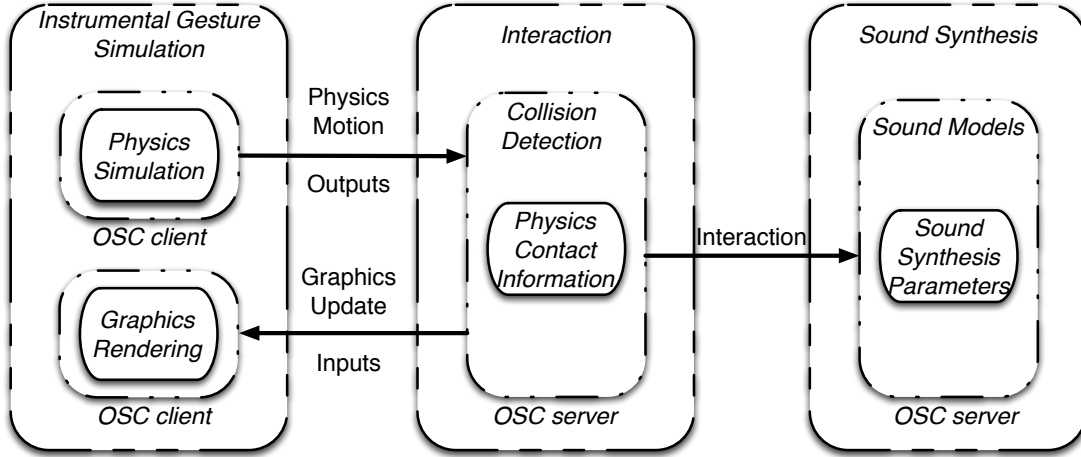 Instrumental Gesture
Simulation
Physics
Simulation
OSC client
Graphics
Rendering
OSC client
Physics
Motion
Outputs
Graphics
Update
Inputs
Interaction
Collision
Detection
Physics
Contact
Information
OSC server
Interaction
Sound Synthesis
Sound Models
Sound
Synthesis
Parameters
OSC server